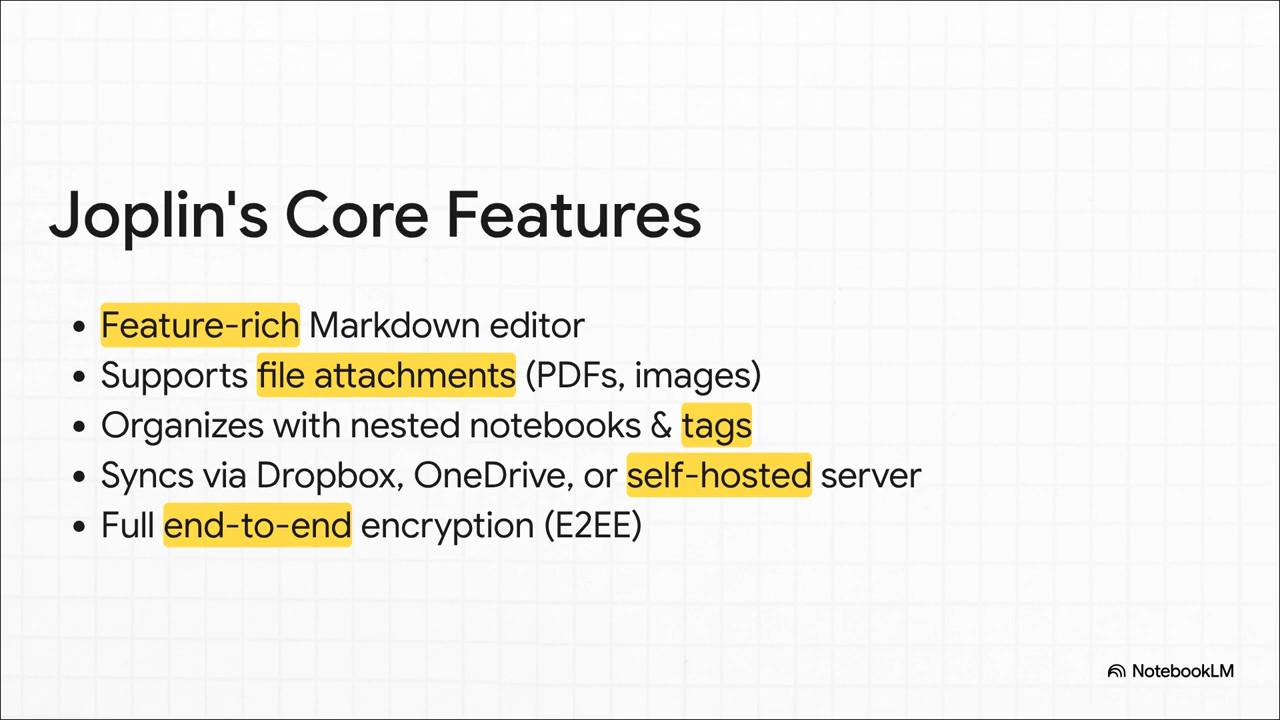 Joplin's Core Features
• Feature-rich Markdown editor
• Supports file attachments (PDFs, images)
• Organizes with nested notebooks & tags
• Syncs via Dropbox, OneDrive, or self-hosted server
• Full end-to-end encryption (E2EE)
NotebookLM